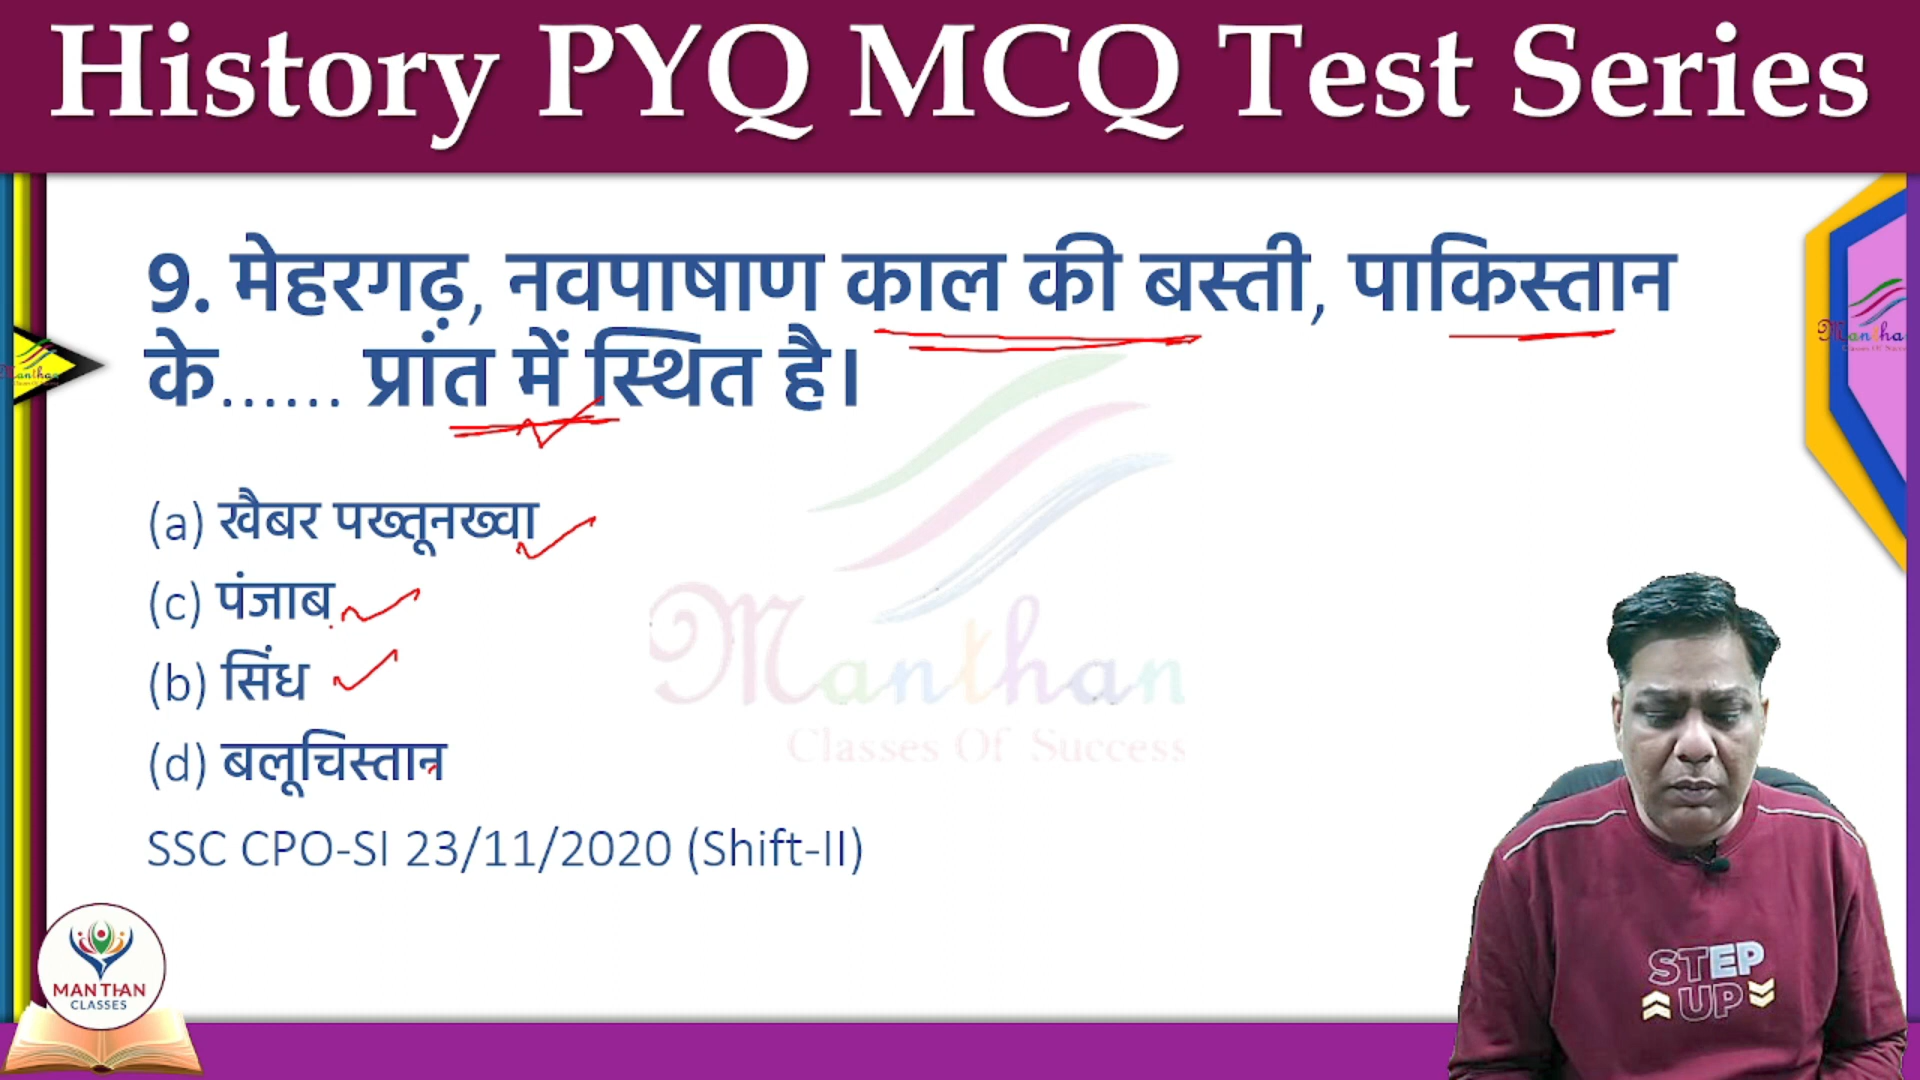 History PYQ MCQ Test Series
9. मेहरगढ़, नवपाषाण काल की बस्ती, पाकिस्तान
के...... प्रांत में स्थित है।
(a) खैबर पख्तूनख्वा
(c) पंजाब
(b) सिंध
(d) बलूचिस्तान
SSC CPO-SI 23/11/2020 (Shift-II)
Manthan
Classes Of Success
MANTHAN
CLASSES
STEP
UP